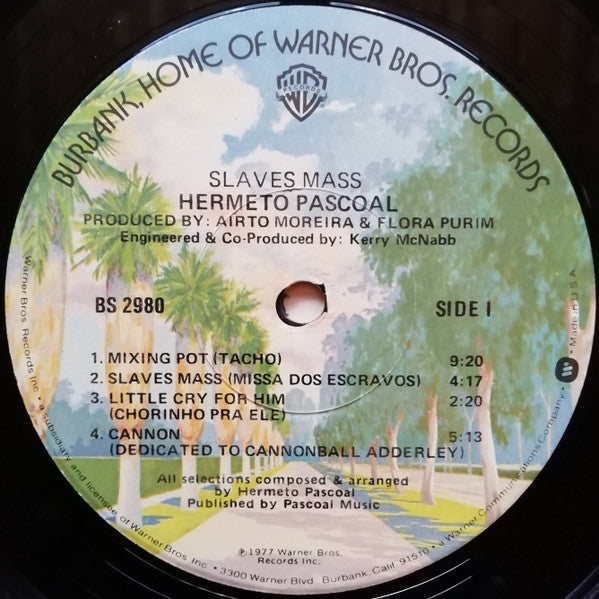 BURBANK, HOME OF WARNER BROS. RECORDS
WB
RECORDS
SLAVES MASS
HERMETO PASCOAL
PRODUCED BY: AIRTO MOREIRA & FLORA PURIM
Engineered & Co-Produced by: Kerry McNabb
BS 2980 SIDE I
1. MIXING POT (TACHO) 9:20
2. SLAVES MASS (MISSA DOS ESCRAVOS) 4:17
3. LITTLE CRY FOR HIM 2:20
(CHORINHO PRA ELE)
4. CANNON 5:13
(DEDICATED TO CANNONBALL ADDERLEY)
All selections composed & arranged
by Hermeto Pascoal
Published by Pascoal Music
℗ 1977 Warner Bros.
Records Inc.
Warner Bros. Records Inc. • a subsidiary and licensee of Warner Bros. Inc. • 3300 Warner Blvd., Burbank, Calif. 91510 • a Warner Communications Company. • Made in U.S.A.